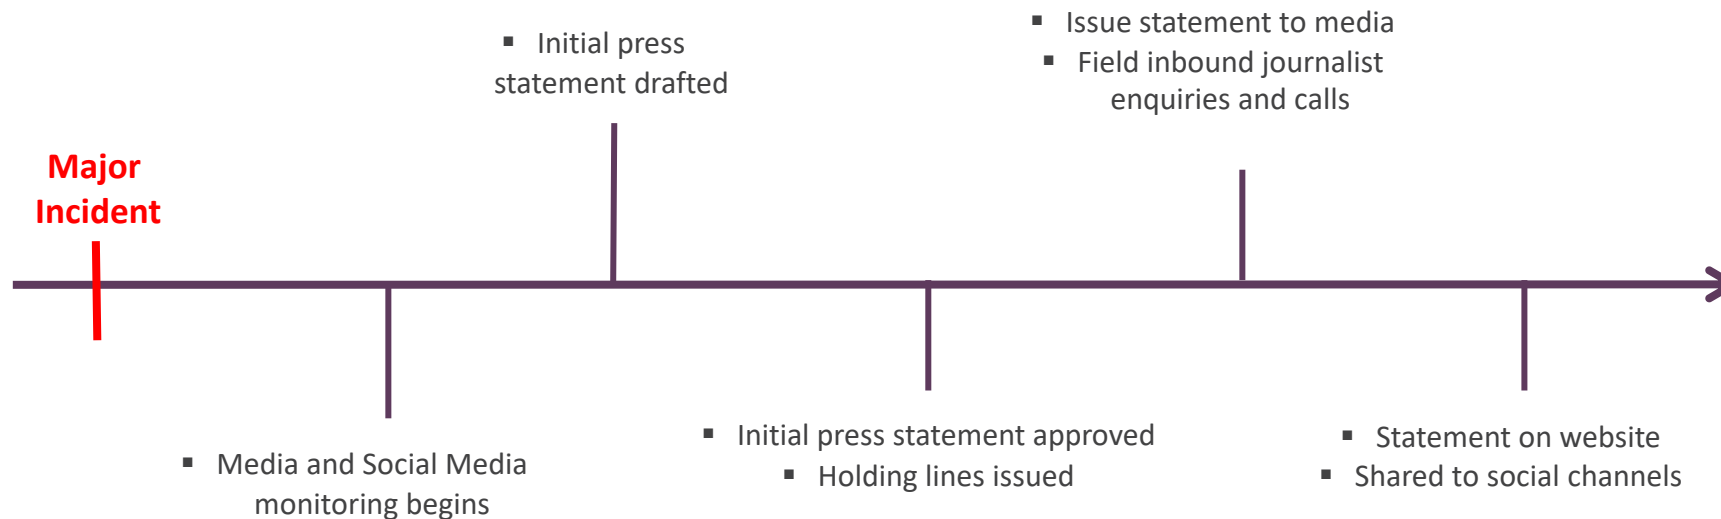 Major
Incident
▪ Media and Social Media
monitoring begins
▪ Initial press
statement drafted
▪ Initial press statement approved
▪ Holding lines issued
▪ Issue statement to media
▪ Field inbound journalist
enquiries and calls
▪ Statement on website
▪ Shared to social channels